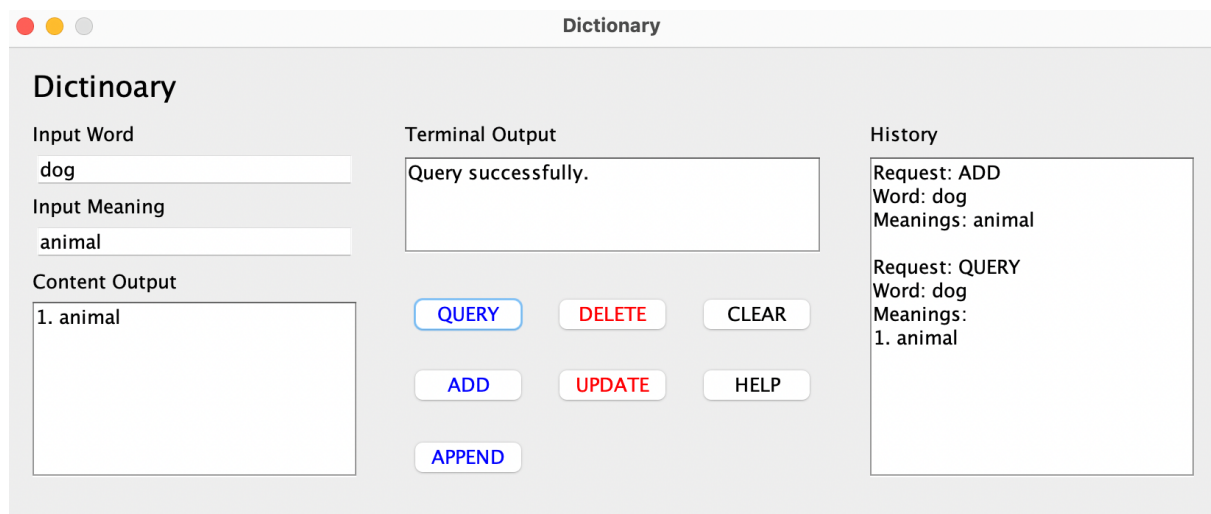 Dictionary
Dictinoary
Input Word
dog
Input Meaning
animal
Content Output
1. animal
Terminal Output
Query successfully.
QUERY
DELETE
CLEAR
ADD
UPDATE
HELP
APPEND
History
Request: ADD
Word: dog
Meanings: animal
Request: QUERY
Word: dog
Meanings:
1. animal